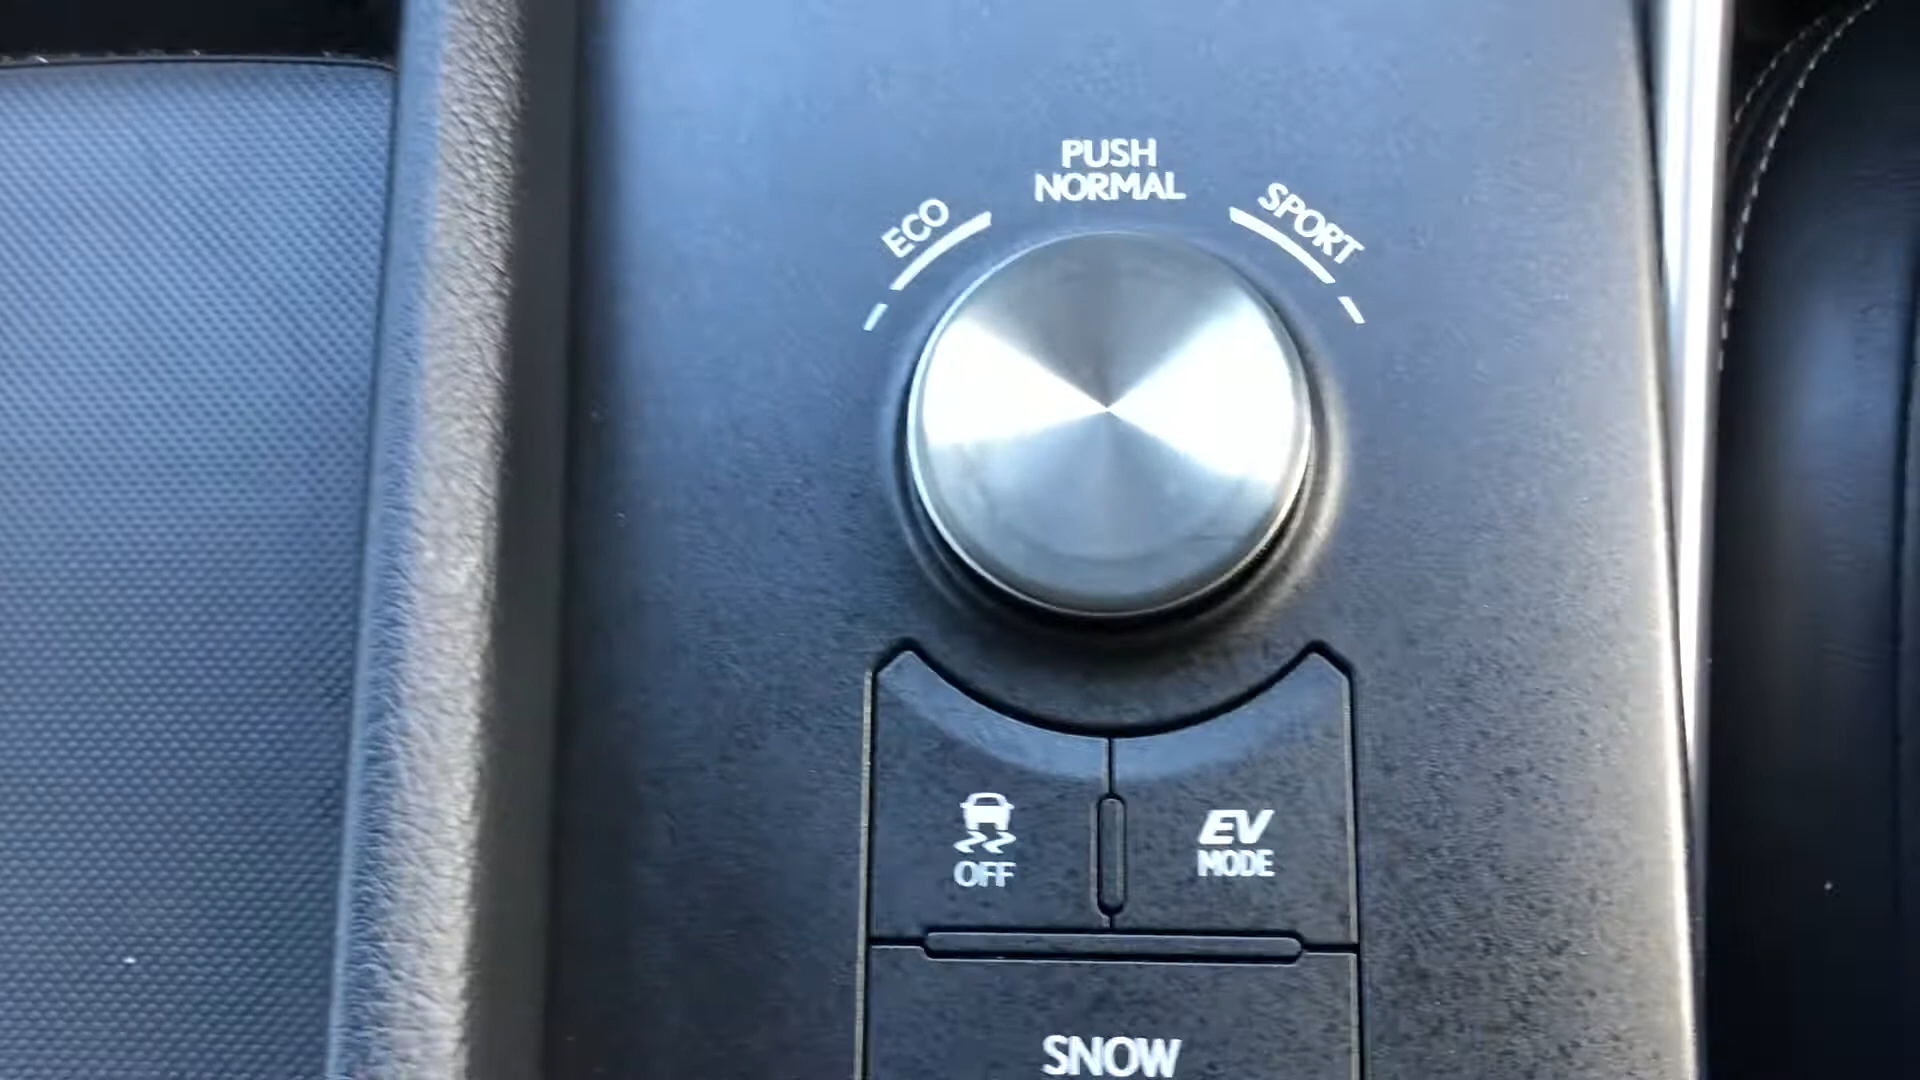 PUSH
NORMAL
ECO
SPORT
OFF
EV
MODE
SNOW